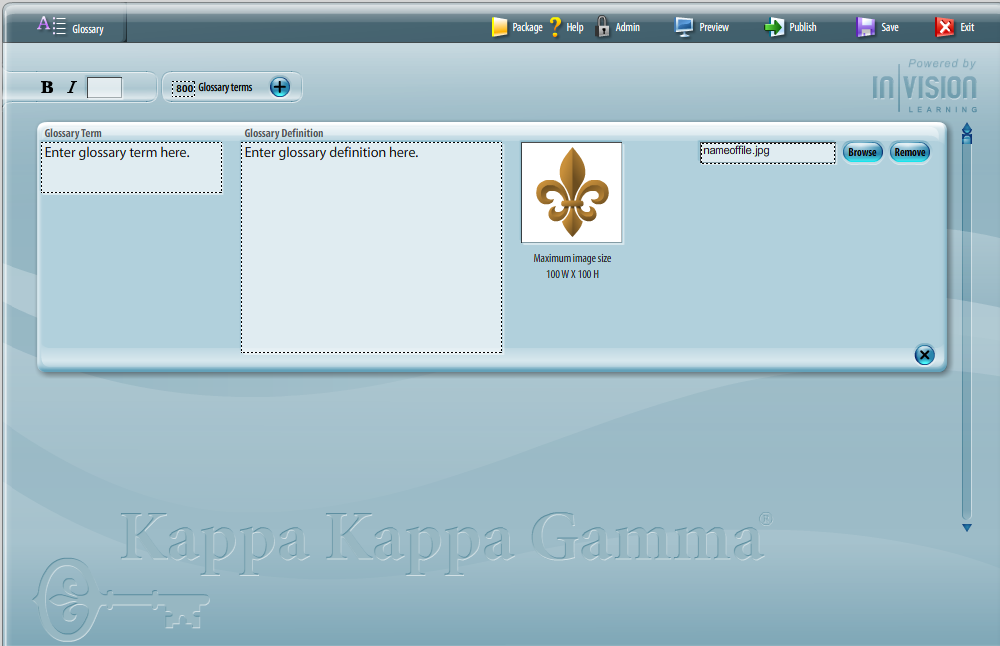 Glossary
Package Help Admin Preview Publish Save Exit
Powered by
INVISION
LEARNING
B I
800 Glossary terms
Glossary Term Glossary Definition
Enter glossary term here. Enter glossary definition here. nameoffile.jpg Browse Remove
Maximum image size
100 W X 100 H
Kappa Kappa Gamma®